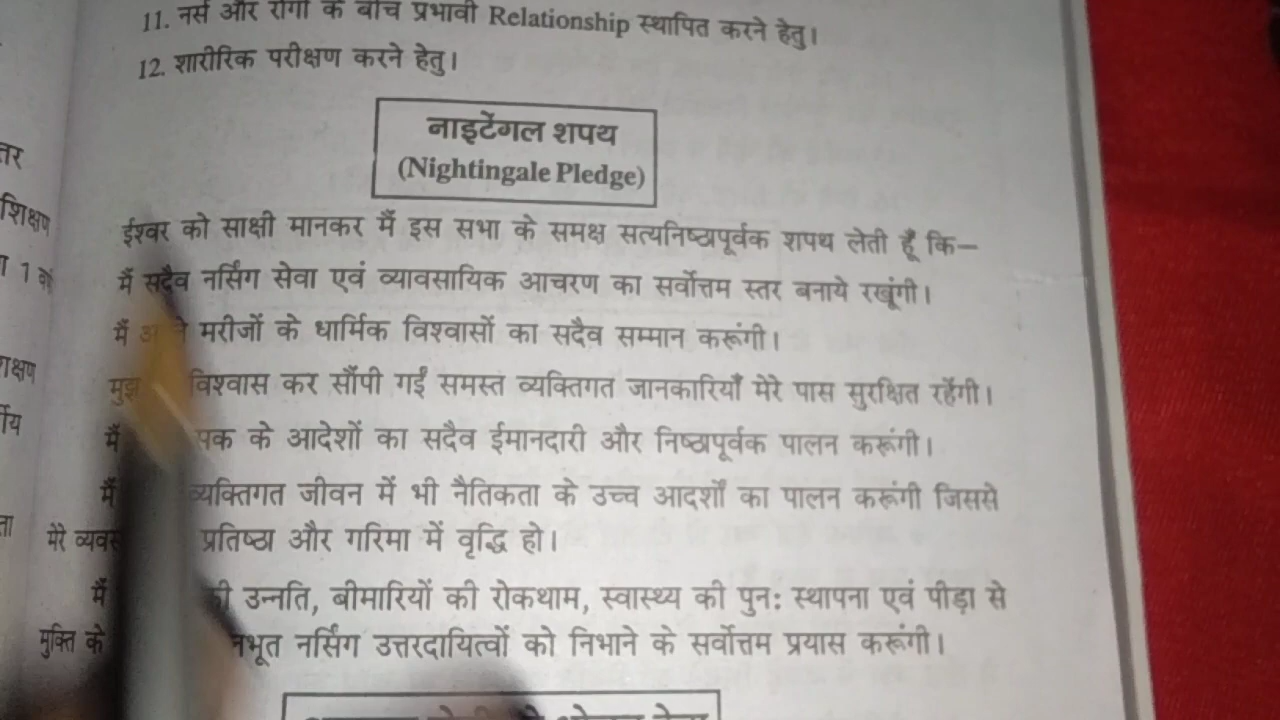 11. नर्स और रोगी के बीच प्रभावी Relationship स्थापित करने हेतु।
12. शारीरिक परीक्षण करने हेतु।
नाइटेंगल शपथ
(Nightingale Pledge)
ईश्वर को साक्षी मानकर मैं इस सभा के समक्ष सत्यनिष्ठापूर्वक शपथ लेती हूँ कि—
मैं सदैव नर्सिंग सेवा एवं व्यावसायिक आचरण का सर्वोत्तम स्तर बनाये रखूंगी।
मैं मरीजों के धार्मिक विश्वासों का सदैव सम्मान करूंगी।
विश्वास कर सौंपी गईं समस्त व्यक्तिगत जानकारियाँ मेरे पास सुरक्षित रहेंगी।
मैं के आदेशों का सदैव ईमानदारी और निष्ठापूर्वक पालन करूंगी।
मैं व्यक्तिगत जीवन में भी नैतिकता के उच्च आदर्शों का पालन करूंगी जिससे
मेरे प्रतिष्ठा और गरिमा में वृद्धि हो।
मैं उन्नति, बीमारियों की रोकथाम, स्वास्थ्य की पुनः स्थापना एवं पीड़ा से
मुक्ति के नर्सिंग उत्तरदायित्वों को निभाने के सर्वोत्तम प्रयास करूंगी।